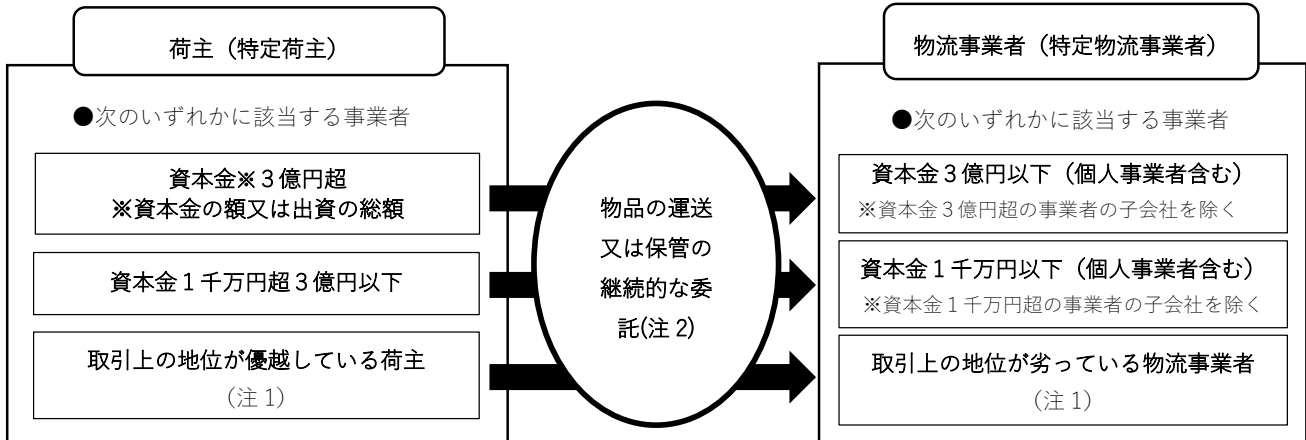 荷主（特定荷主）
●次のいずれかに該当する事業者
資本金※３億円超
※資本金の額又は出資の総額
資本金１千万円超３億円以下
取引上の地位が優越している荷主
（注 1）
物品の運送
又は保管の
継続的な委
託(注 2)
物流事業者（特定物流事業者）
●次のいずれかに該当する事業者
資本金３億円以下（個人事業者含む）
※資本金３億円超の事業者の子会社を除く
資本金１千万円以下（個人事業者含む）
※資本金１千万円超の事業者の子会社を除く
取引上の地位が劣っている物流事業者
（注 1）